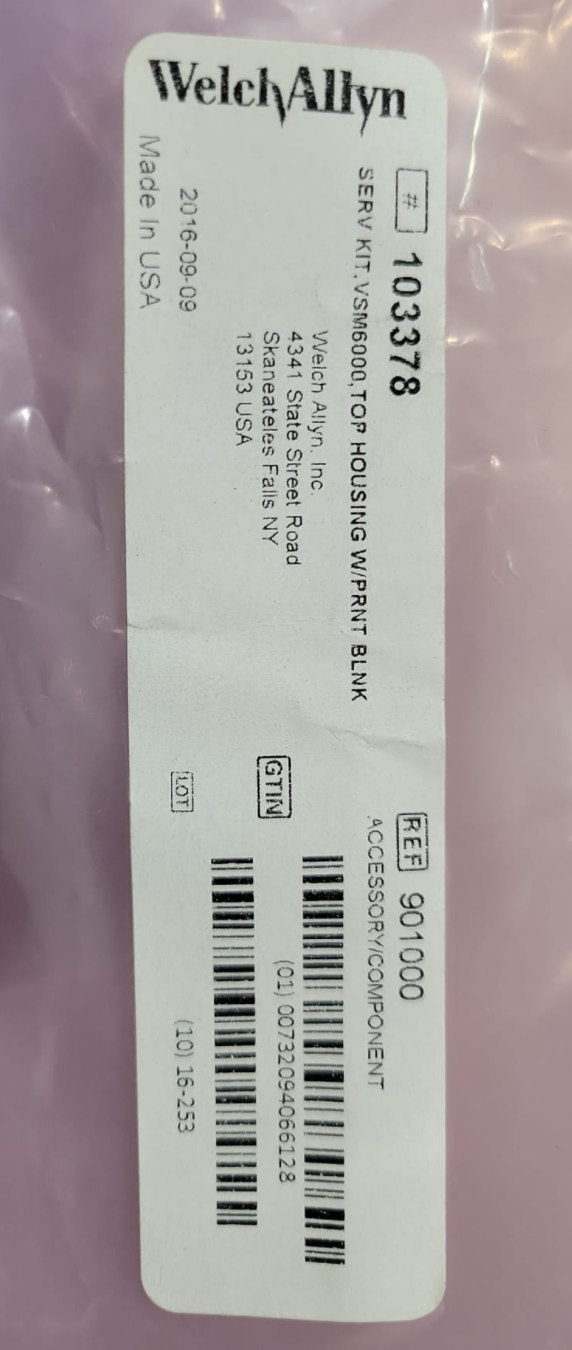 WelchAllyn
# 103378
SERV KIT,VSM6000,TOP HOUSING W/PRNT BLNK
Welch Allyn, Inc.
4341 State Street Road
Skaneateles Falls NY
13153 USA
2016-09-09
Made In USA
REF 901000
ACCESSORY/COMPONENT
GTIN
(01) 00732094066128
LOT
(10) 16-253